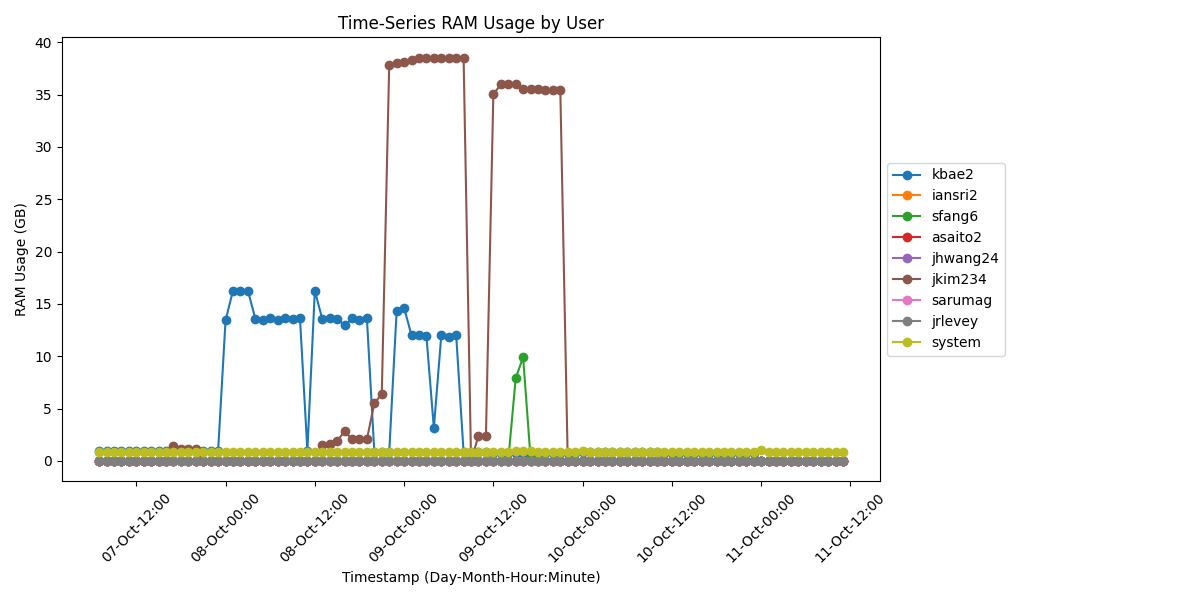 Time-Series RAM Usage by User
RAM Usage (GB)
40
35
30
25
20
15
10
5
0
07-Oct-12:00
08-Oct-00:00
08-Oct-12:00
09-Oct-00:00
09-Oct-12:00
10-Oct-00:00
10-Oct-12:00
11-Oct-00:00
11-Oct-12:00
Timestamp (Day-Month-Hour:Minute)
kbae2
iansri2
sfang6
asaito2
jhwang24
jkim234
sarumag
jrlevey
system